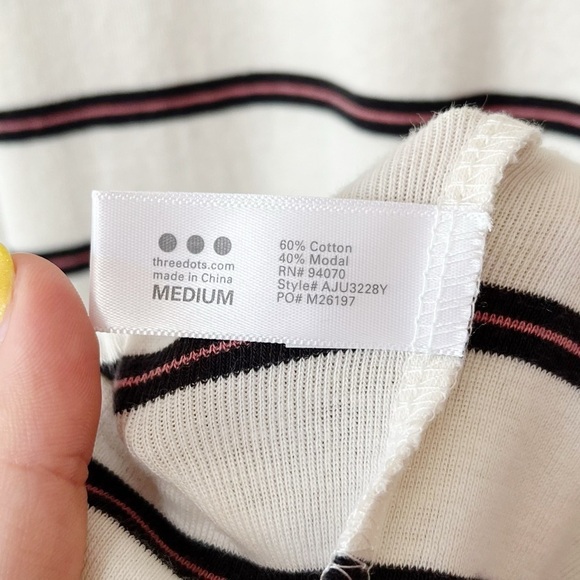 threedots.com
made in China
MEDIUM
60% Cotton
40% Modal
RN# 94070
Style# AJU3228Y
PO# M26197